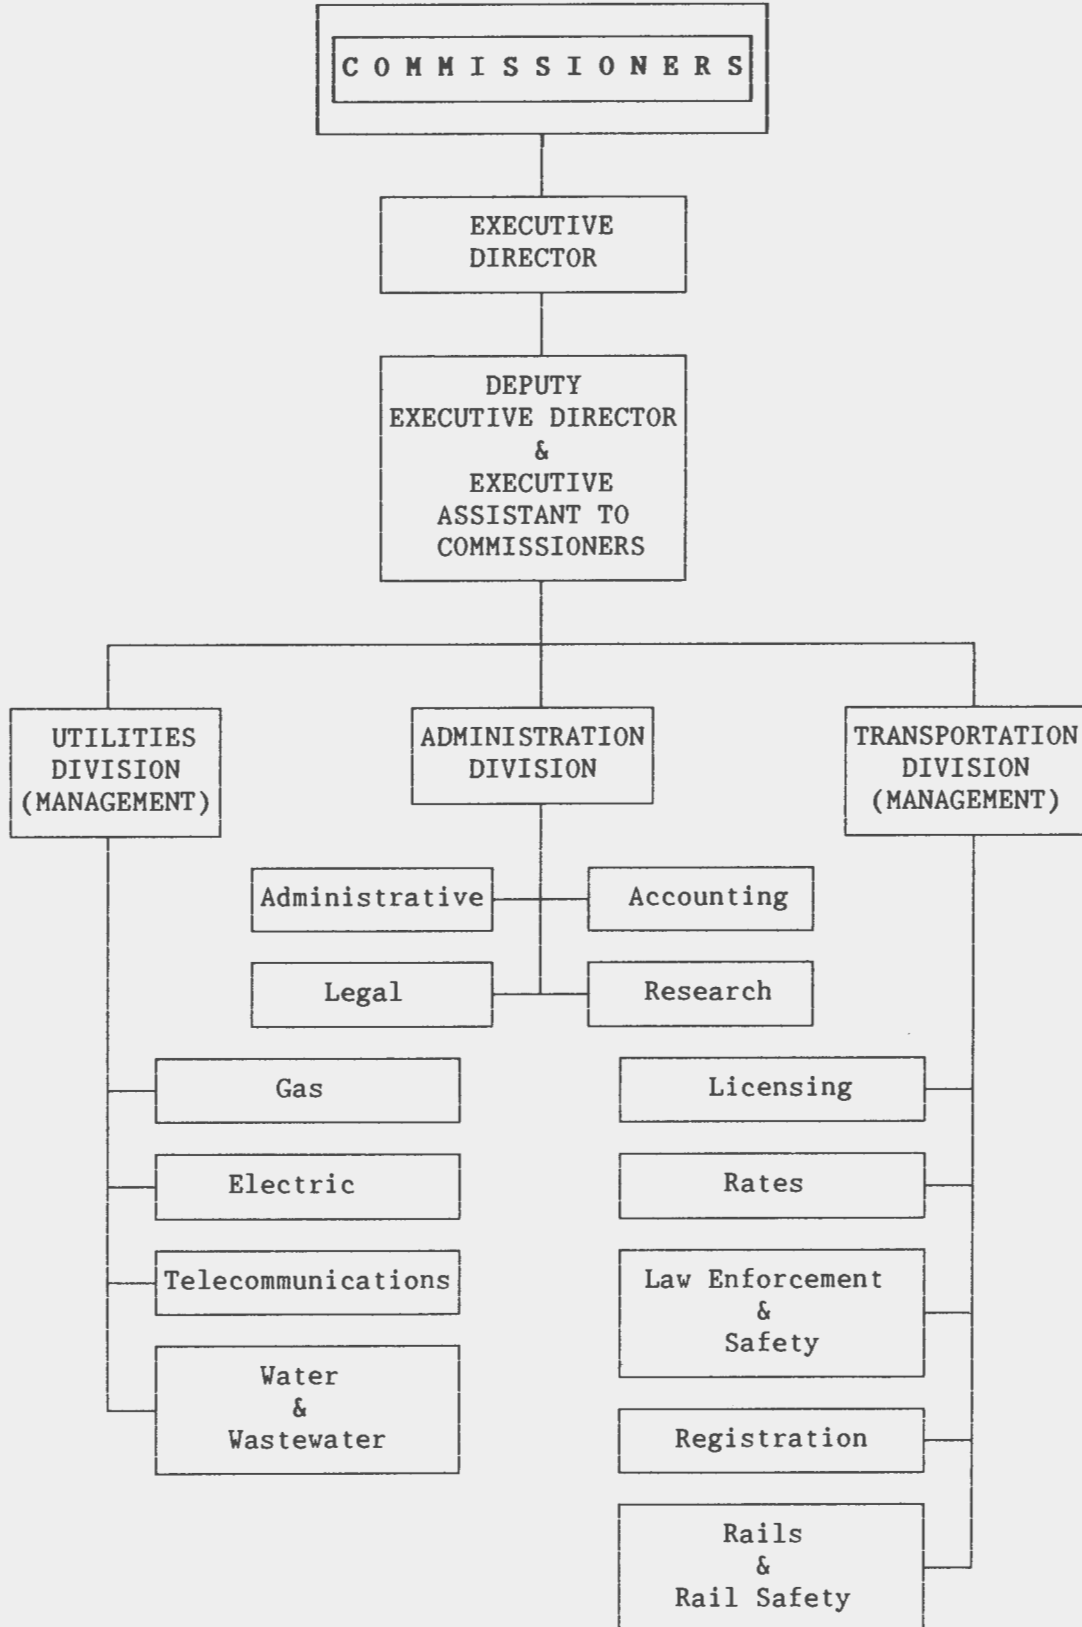 C O M M I S S I O N E R S
EXECUTIVE
DIRECTOR
DEPUTY
EXECUTIVE DIRECTOR
&
EXECUTIVE
ASSISTANT TO
COMMISSIONERS
UTILITIES
DIVISION
(MANAGEMENT)
ADMINISTRATION
DIVISION
TRANSPORTATION
DIVISION
(MANAGEMENT)
Administrative
Accounting
Legal
Research
Gas
Electric
Telecommunications
Water
&
Wastewater
Licensing
Rates
Law Enforcement
&
Safety
Registration
Rails
&
Rail Safety